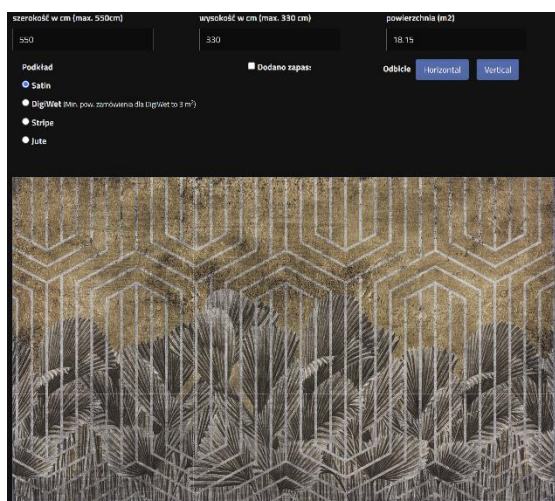 szerokość w cm (max. 550cm) wysokość w cm (max. 330 cm) powierzchnia (m2)
550 330 18.15
Podkład Dodano zapas: Odbicie Horizontal Vertical
Satin
DigiWet (Min. pow. zamówienia dla DigiWet to 3 m²)
Stripe
Jute